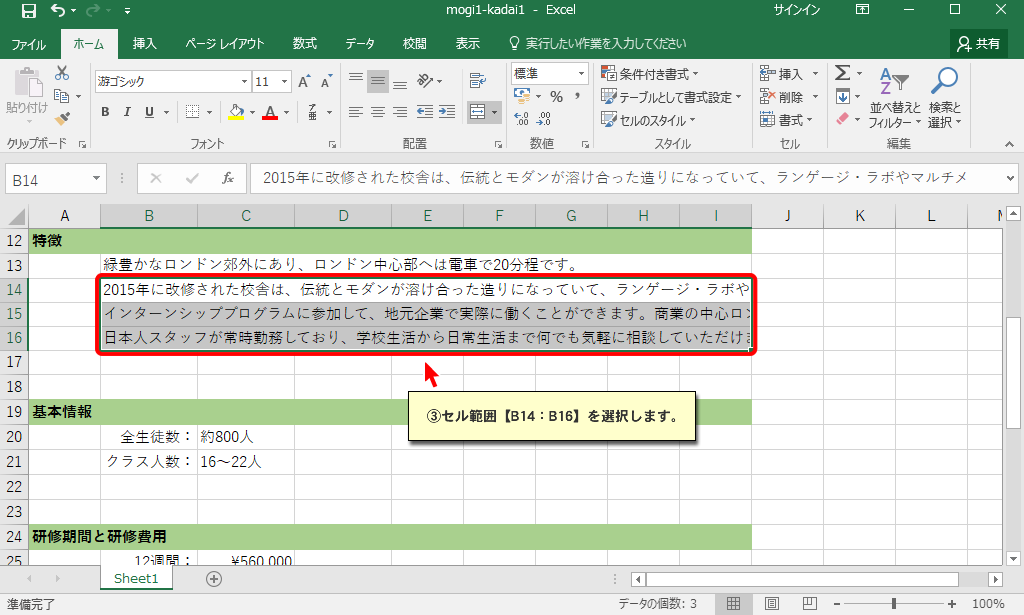 mogi1-kadai1 - Excel
サインイン
ファイル ホーム 挿入 ページ レイアウト 数式 データ 校閲 表示 実行したい作業を入力してください 共有
貼り付け
クリップボード
游ゴシック 11 A A
B I U A 亜
フォント
配置
標準
% ,
.0 .00
.00 .0
数値
条件付き書式
テーブルとして書式設定
セルのスタイル
スタイル
挿入
削除
書式
セル
Σ
並べ替えと
フィルター
検索と
選択
編集
B14 fx 2015年に改修された校舎は、伝統とモダンが溶け合った造りになっていて、ランゲージ・ラボやマルチメ
A B C D E F G H I J K L
12 特徴
13 緑豊かなロンドン郊外にあり、ロンドン中心部へは電車で20分程です。
14 2015年に改修された校舎は、伝統とモダンが溶け合った造りになっていて、ランゲージ・ラボや
15 インターンシッププログラムに参加して、地元企業で実際に働くことができます。商業の中心ロン
16 日本人スタッフが常時勤務しており、学校生活から日常生活まで何でも気軽に相談していただけま
17
18
③セル範囲【B14：B16】を選択します。
19 基本情報
20 全生徒数： 約800人
21 クラス人数： 16～22人
22
23
24 研修期間と研修費用
25 12週間： ¥560,000
Sheet1
準備完了 データの個数: 3 100%